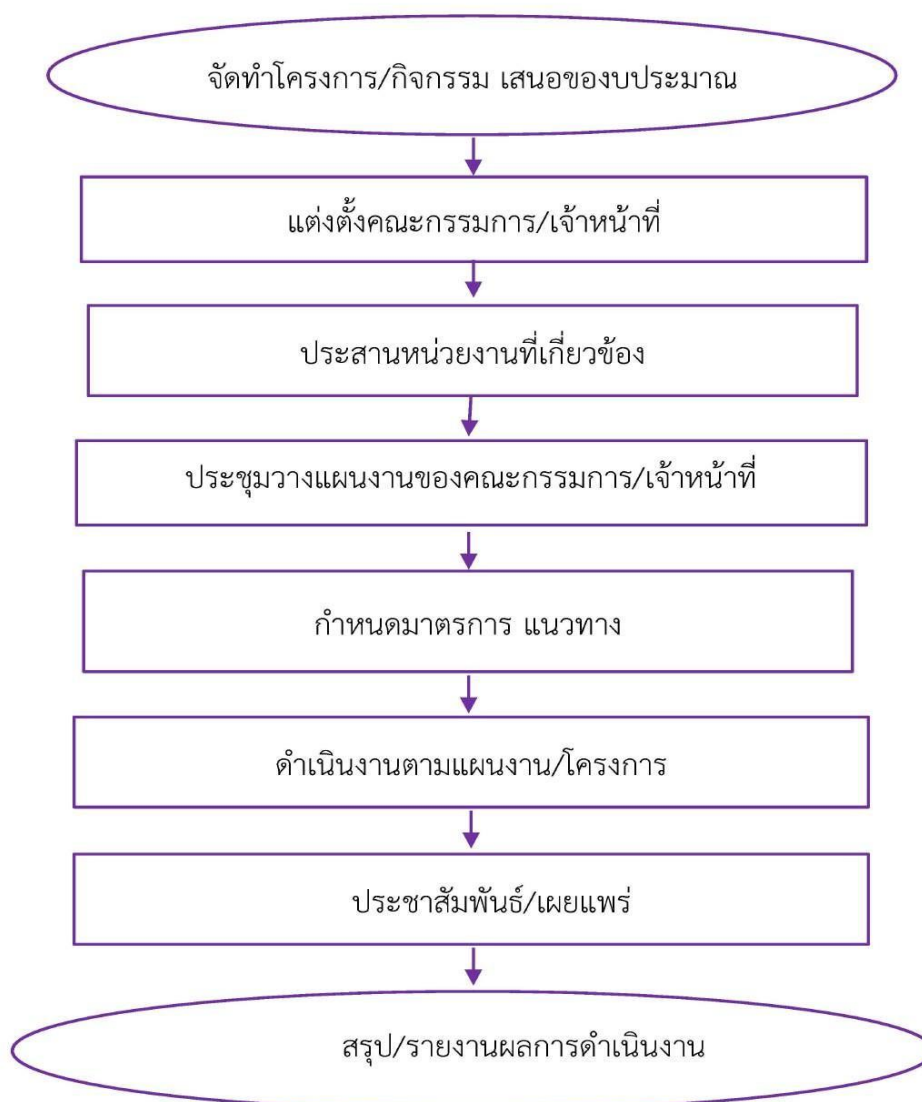 จัดทำโครงการ/กิจกรรม เสนอของบประมาณ
แต่งตั้งคณะกรรมการ/เจ้าหน้าที่
ประสานหน่วยงานที่เกี่ยวข้อง
ประชุมวางแผนงานของคณะกรรมการ/เจ้าหน้าที่
กำหนดมาตรการ แนวทาง
ดำเนินงานตามแผนงาน/โครงการ
ประชาสัมพันธ์/เผยแพร่
สรุป/รายงานผลการดำเนินงาน